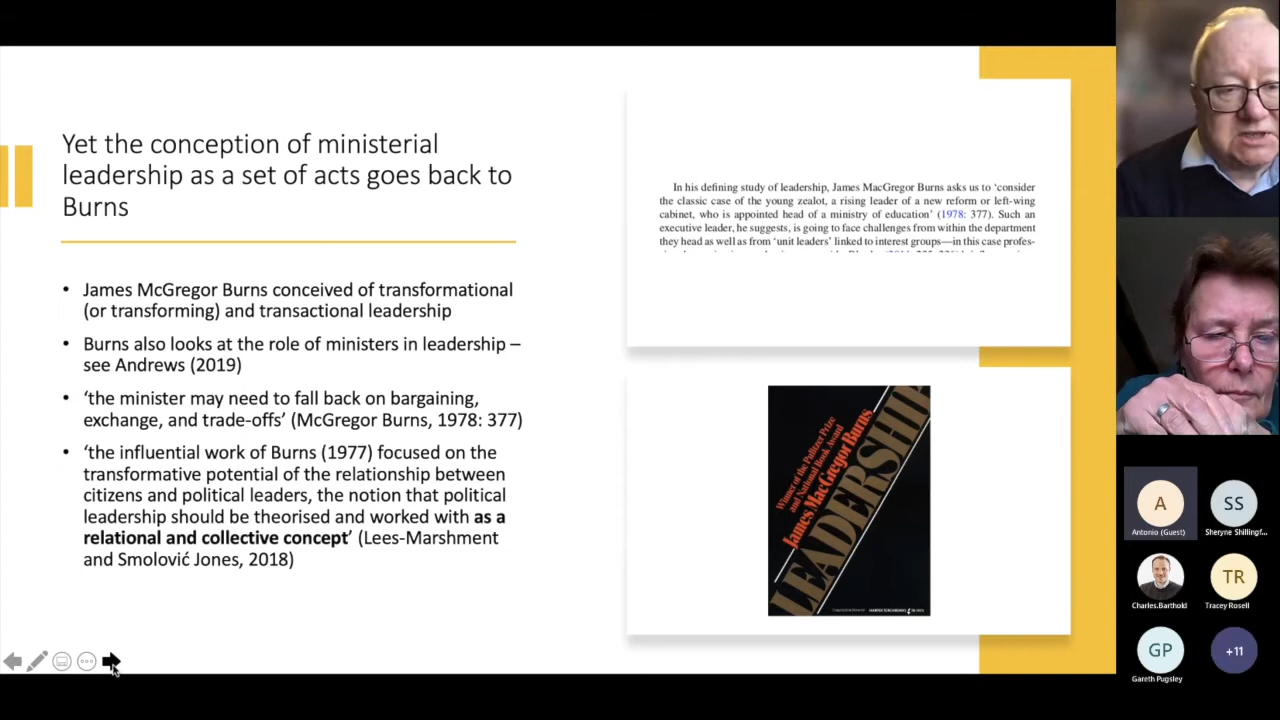 Yet the conception of ministerial
leadership as a set of acts goes back to
Burns
• James McGregor Burns conceived of transformational
(or transforming) and transactional leadership
• Burns also looks at the role of ministers in leadership –
see Andrews (2019)
• ‘the minister may need to fall back on bargaining,
exchange, and trade-offs’ (McGregor Burns, 1978: 377)
• ‘the influential work of Burns (1977) focused on the
transformative potential of the relationship between
citizens and political leaders, the notion that political
leadership should be theorised and worked with as a
relational and collective concept’ (Lees-Marshment
and Smolović Jones, 2018)
In his defining study of leadership, James MacGregor Burns asks us to ‘consider
the classic case of the young zealot, a rising leader of a new reform or left-wing
cabinet, who is appointed head of a ministry of education’ (1978: 377). Such an
executive leader, he suggests, is going to face challenges from within the department
they head as well as from ‘unit leaders’ linked to interest groups—in this case profes-
Winner of the Pulitzer Prize
and National Book Award
James MacGregor Burns
LEADERSHIP
A
Antonio (Guest)
SS
Sheryne Shillingf...
Charles.Barthold
TR
Tracey Rosell
GP
Gareth Pugsley
+11